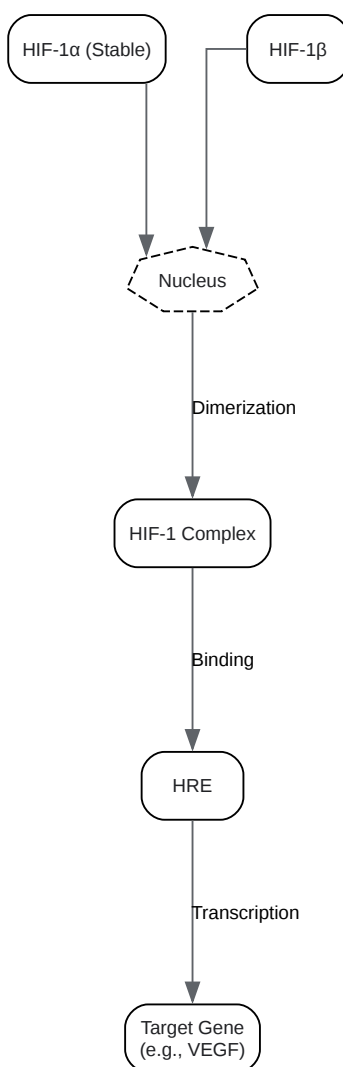 HIF-1α (Stable)
HIF-1β
Nucleus
Dimerization
HIF-1 Complex
Binding
HRE
Transcription
Target Gene
(e.g., VEGF)